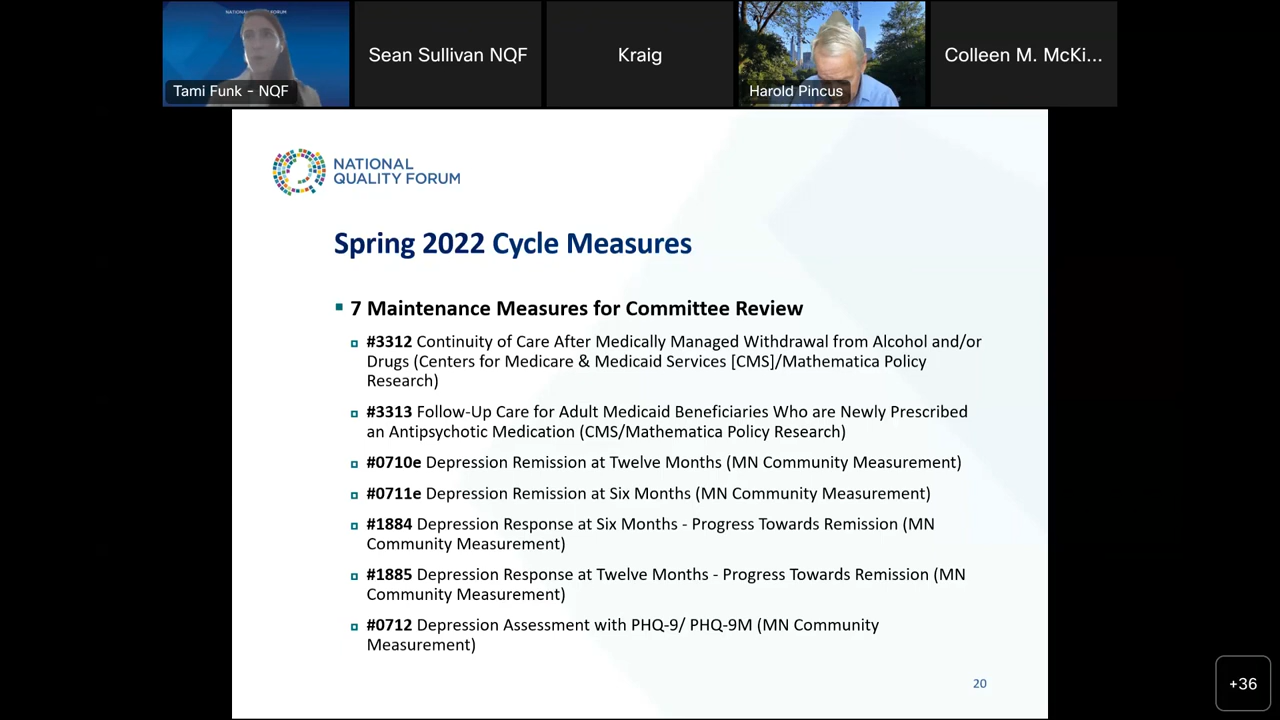 NATIONAL QUALITY FORUM
Tami Funk - NQF
Sean Sullivan NQF
Kraig
Harold Pincus
Colleen M. McKi...
NATIONAL
QUALITY FORUM
Spring 2022 Cycle Measures
7 Maintenance Measures for Committee Review
#3312 Continuity of Care After Medically Managed Withdrawal from Alcohol and/or
Drugs (Centers for Medicare & Medicaid Services [CMS]/Mathematica Policy
Research)
#3313 Follow-Up Care for Adult Medicaid Beneficiaries Who are Newly Prescribed
an Antipsychotic Medication (CMS/Mathematica Policy Research)
#0710e Depression Remission at Twelve Months (MN Community Measurement)
#0711e Depression Remission at Six Months (MN Community Measurement)
#1884 Depression Response at Six Months - Progress Towards Remission (MN
Community Measurement)
#1885 Depression Response at Twelve Months - Progress Towards Remission (MN
Community Measurement)
#0712 Depression Assessment with PHQ-9/ PHQ-9M (MN Community
Measurement)
20
+36